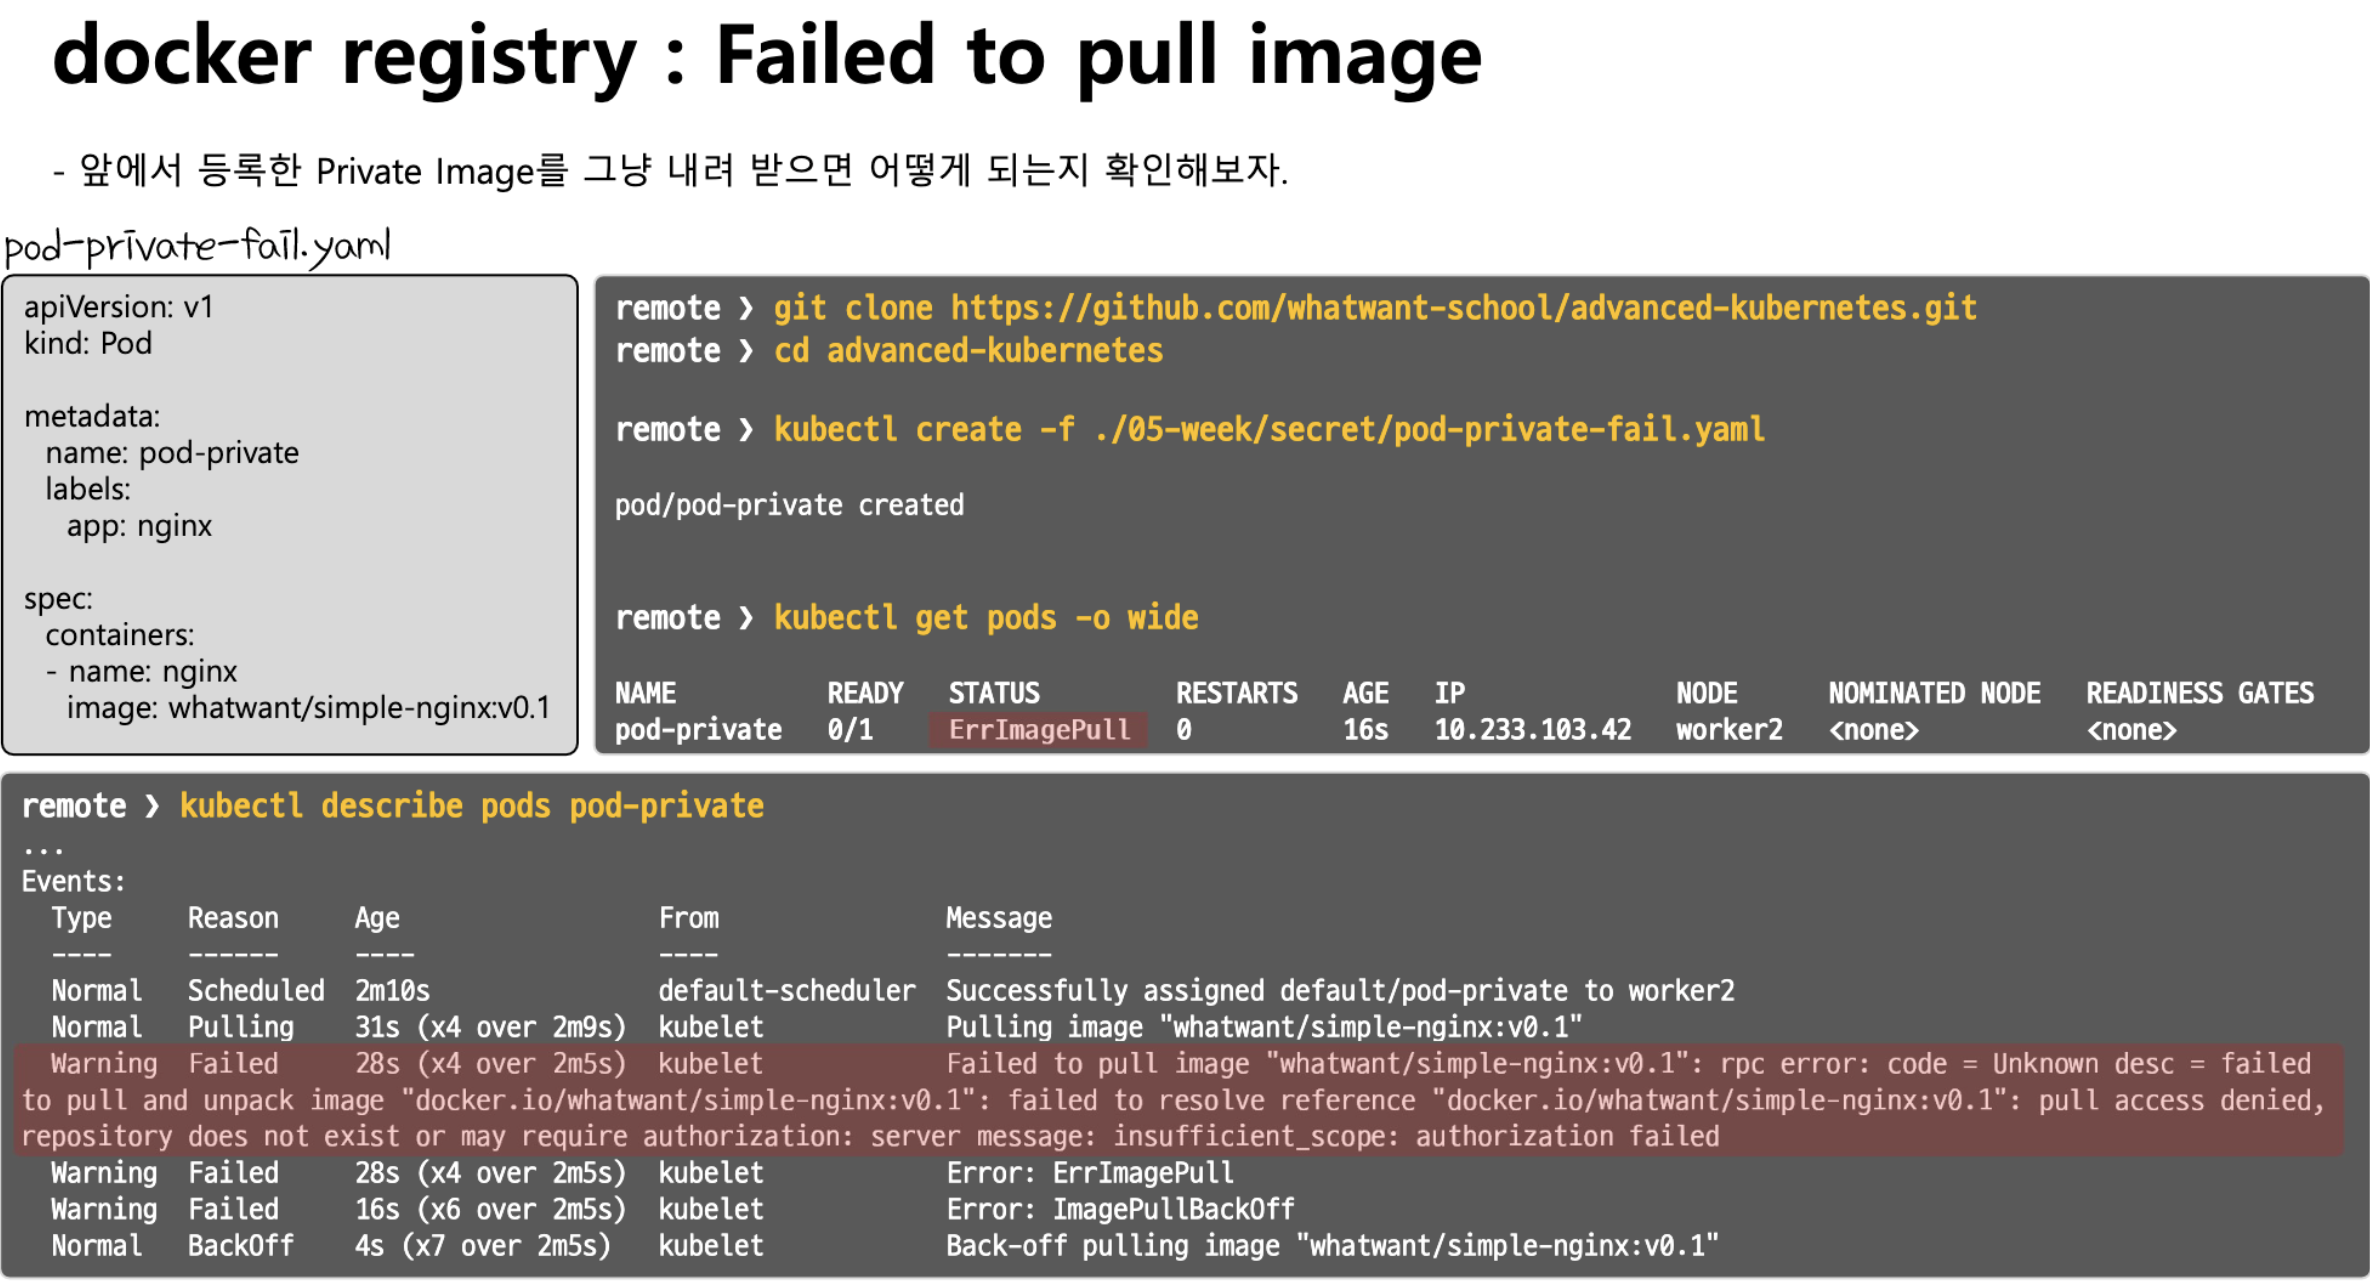 docker registry : Failed to pull image
- 앞에서 등록한 Private Image를 그냥 내려 받으면 어떻게 되는지 확인해보자.
pod-private-fail.yaml
apiVersion: v1
kind: Pod
metadata:
  name: pod-private
  labels:
    app: nginx
spec:
  containers:
  - name: nginx
    image: whatwant/simple-nginx:v0.1
remote ❯ git clone https://github.com/whatwant-school/advanced-kubernetes.git
remote ❯ cd advanced-kubernetes
remote ❯ kubectl create -f ./05-week/secret/pod-private-fail.yaml
pod/pod-private created
remote ❯ kubectl get pods -o wide
NAME          READY   STATUS         RESTARTS   AGE   IP              NODE      NOMINATED NODE   READINESS GATES
pod-private   0/1     ErrImagePull   0          16s   10.233.103.42   worker2   <none>           <none>
remote ❯ kubectl describe pods pod-private
...
Events:
  Type     Reason     Age                 From               Message
  ----     ------     ----                ----               -------
  Normal   Scheduled  2m10s               default-scheduler  Successfully assigned default/pod-private to worker2
  Normal   Pulling    31s (x4 over 2m9s)  kubelet            Pulling image "whatwant/simple-nginx:v0.1"
  Warning  Failed     28s (x4 over 2m5s)  kubelet            Failed to pull image "whatwant/simple-nginx:v0.1": rpc error: code = Unknown desc = failed
to pull and unpack image "docker.io/whatwant/simple-nginx:v0.1": failed to resolve reference "docker.io/whatwant/simple-nginx:v0.1": pull access denied,
repository does not exist or may require authorization: server message: insufficient_scope: authorization failed
  Warning  Failed     28s (x4 over 2m5s)  kubelet            Error: ErrImagePull
  Warning  Failed     16s (x6 over 2m5s)  kubelet            Error: ImagePullBackOff
  Normal   BackOff    4s (x7 over 2m5s)   kubelet            Back-off pulling image "whatwant/simple-nginx:v0.1"